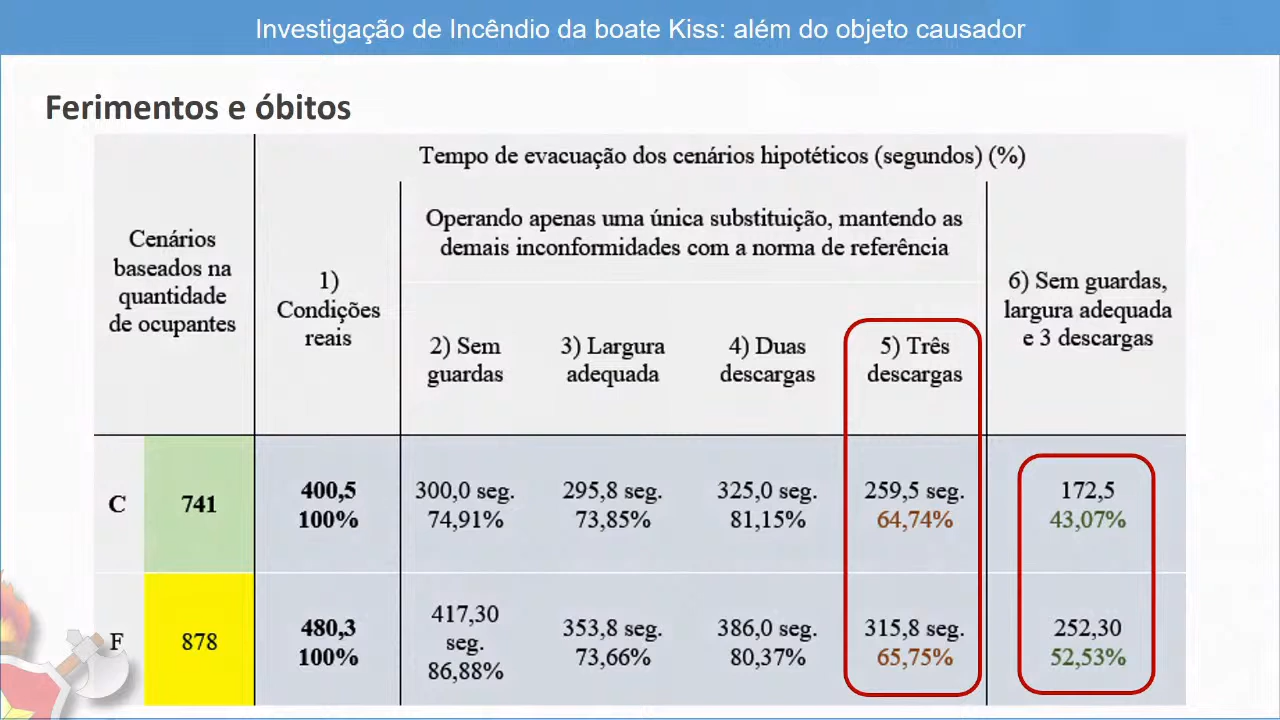 Investigação de Incêndio da boate Kiss: além do objeto causador
Ferimentos e óbitos
Tempo de evacuação dos cenários hipotéticos (segundos) (%)
Cenários
baseados na
quantidade
de ocupantes
1)
Condições
reais
Operando apenas uma única substituição, mantendo as
demais inconformidades com a norma de referência
2) Sem
guardas
3) Largura
adequada
4) Duas
descargas
5) Três
descargas
6) Sem guardas,
largura adequada
e 3 descargas
C
741
400,5
100%
300,0 seg.
74,91%
295,8 seg.
73,85%
325,0 seg.
81,15%
259,5 seg.
64,74%
172,5
43,07%
F
878
480,3
100%
417,30
seg.
86,88%
353,8 seg.
73,66%
386,0 seg.
80,37%
315,8 seg.
65,75%
252,30
52,53%